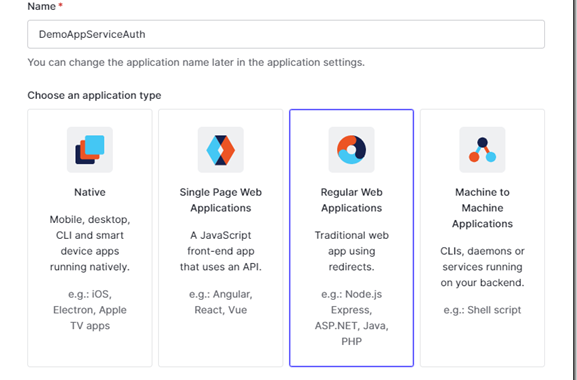 Name *
DemoAppServiceAuth
You can change the application name later in the application settings.
Choose an application type
Native
Mobile, desktop,
CLI and smart
device apps
running natively.
e.g.: iOS,
Electron, Apple
TV apps
Single Page Web
Applications
A JavaScript
front-end app
that uses an API.
e.g.: Angular,
React, Vue
Regular Web
Applications
Traditional web
app using
redirects.
e.g.: Node.js
Express,
ASP.NET, Java,
PHP
Machine to
Machine
Applications
CLIs, daemons or
services running
on your backend.
e.g.: Shell script